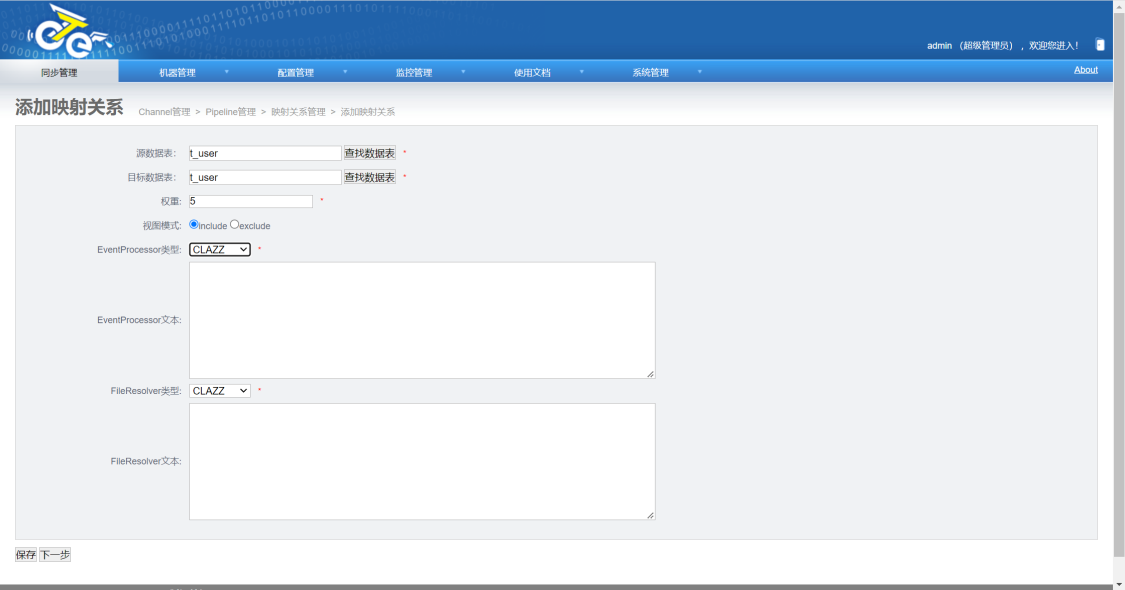 admin （超级管理员），欢迎您进入！
同步管理 机器管理 配置管理 监控管理 使用文档 系统管理 About
添加映射关系 Channel管理 > Pipeline管理 > 映射关系管理 > 添加映射关系
源数据表: t_user 查找数据表 *
目标数据表: t_user 查找数据表 *
权重: 5 *
视图模式: include exclude
EventProcessor类型: CLAZZ *
EventProcessor文本:
FileResolver类型: CLAZZ *
FileResolver文本:
保存 下一步